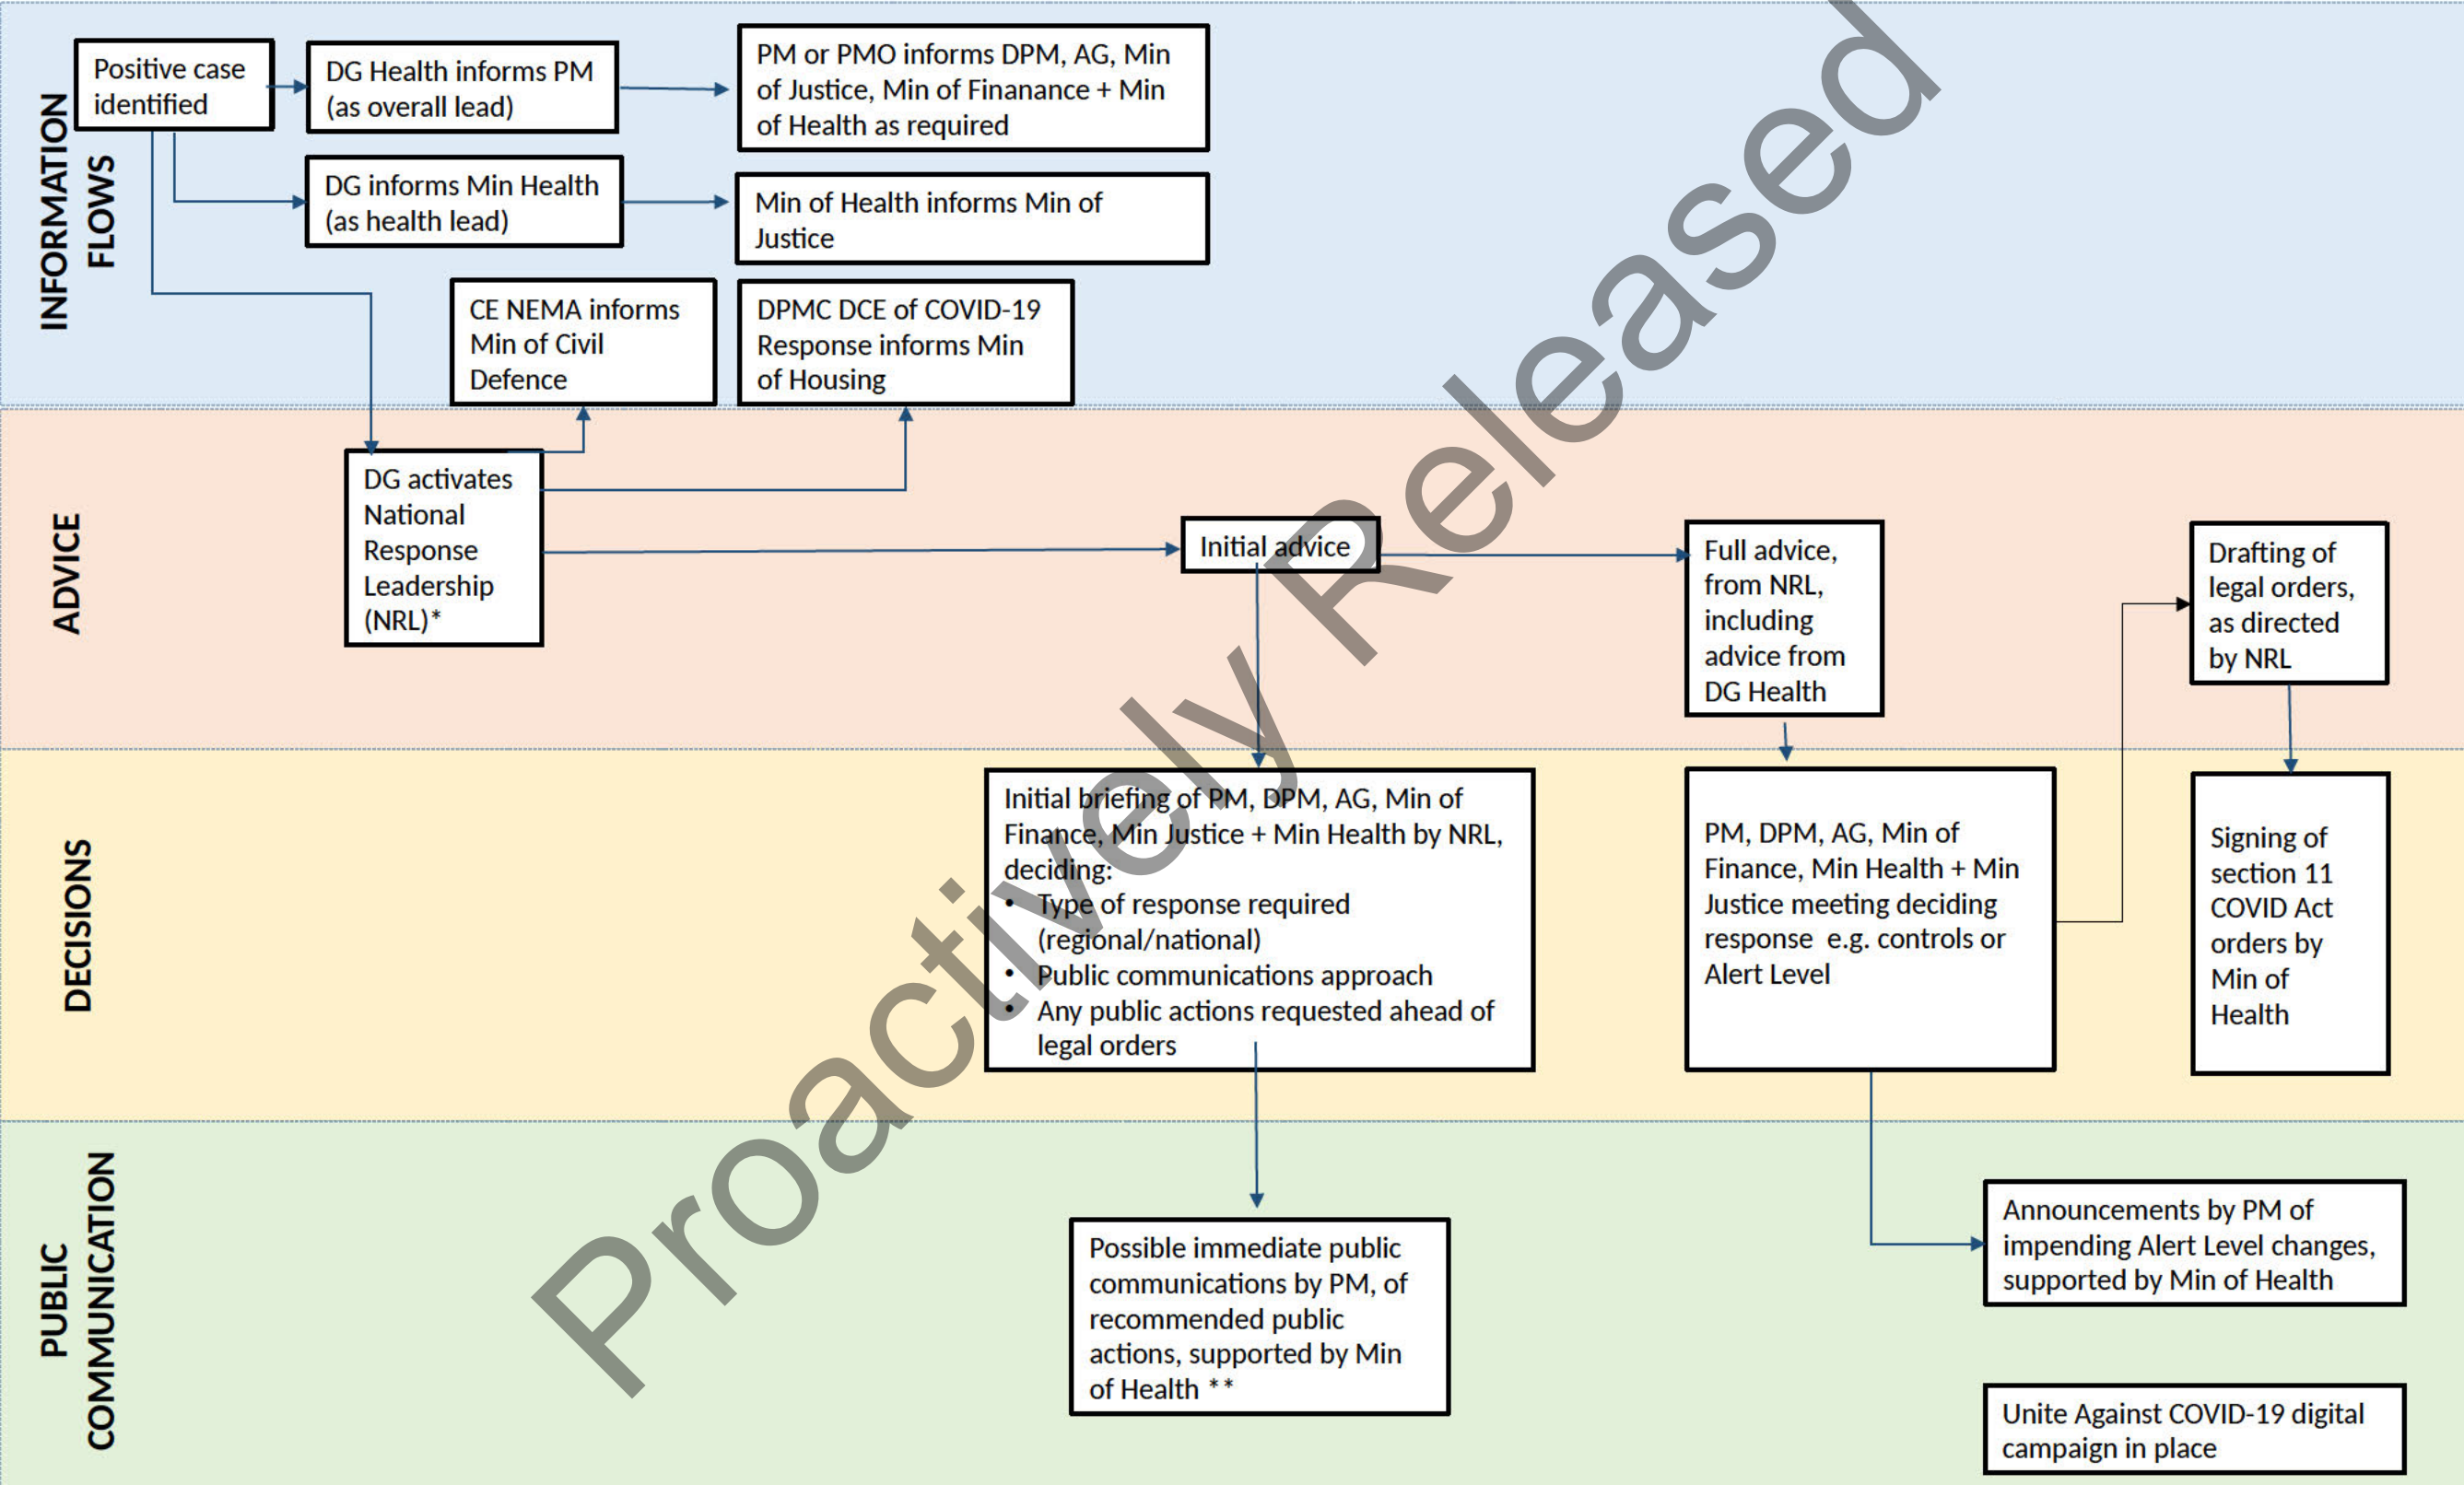 INFORMATION
FLOWS
Positive case
identified
DG Health informs PM
(as overall lead)
PM or PMO informs DPM, AG, Min
of Justice, Min of Finanance + Min
of Health as required
DG informs Min Health
(as health lead)
Min of Health informs Min of
Justice
CE NEMA informs
Min of Civil
Defence
DPMC DCE of COVID-19
Response informs Min
of Housing
ADVICE
DG activates
National
Response
Leadership
(NRL)*
Initial advice
Full advice,
from NRL,
including
advice from
DG Health
Drafting of
legal orders,
as directed
by NRL
DECISIONS
Initial briefing of PM, DPM, AG, Min of
Finance, Min Justice + Min Health by NRL,
deciding:
• Type of response required
(regional/national)
• Public communications approach
• Any public actions requested ahead of
legal orders
PM, DPM, AG, Min of
Finance, Min Health + Min
Justice meeting deciding
response e.g. controls or
Alert Level
Signing of
section 11
COVID Act
orders by
Min of
Health
PUBLIC
COMMUNICATION
Possible immediate public
communications by PM, of
recommended public
actions, supported by Min
of Health **
Announcements by PM of
impending Alert Level changes,
supported by Min of Health
Unite Against COVID-19 digital
campaign in place
Proactively Released